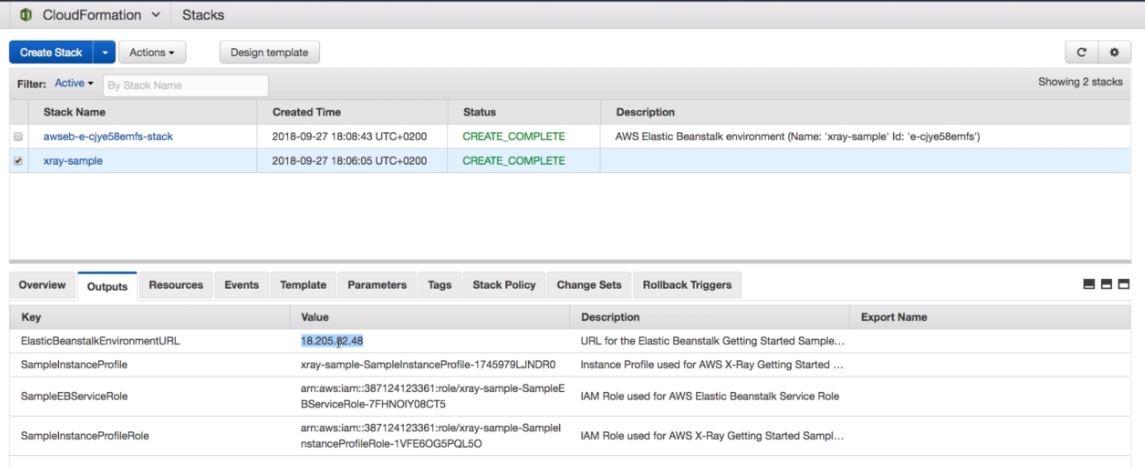 CloudFormation Stacks
Create Stack Actions Design template
Filter: Active By Stack Name Showing 2 stacks
Stack Name Created Time Status Description
awseb-e-cjye58emfs-stack 2018-09-27 18:08:43 UTC+0200 CREATE_COMPLETE AWS Elastic Beanstalk environment (Name: 'xray-sample' Id: 'e-cjye58emfs')
xray-sample 2018-09-27 18:06:05 UTC+0200 CREATE_COMPLETE
Overview Outputs Resources Events Template Parameters Tags Stack Policy Change Sets Rollback Triggers
Key Value Description Export Name
ElasticBeanstalkEnvironmentURL 18.205.82.48 URL for the Elastic Beanstalk Getting Started Sample...
SampleInstanceProfile xray-sample-SampleInstanceProfile-1745979LJNDR0 Instance Profile used for AWS X-Ray Getting Started ...
SampleEBServiceRole arn:aws:iam::387124123361:role/xray-sample-SampleE
BServiceRole-7FHNOIY08CT5 IAM Role used for AWS Elastic Beanstalk Service Role
SampleInstanceProfileRole arn:aws:iam::387124123361:role/xray-sample-SampleI
nstanceProfileRole-1VFE6OG5PQL5O IAM Role used for AWS X-Ray Getting Started Sampl...